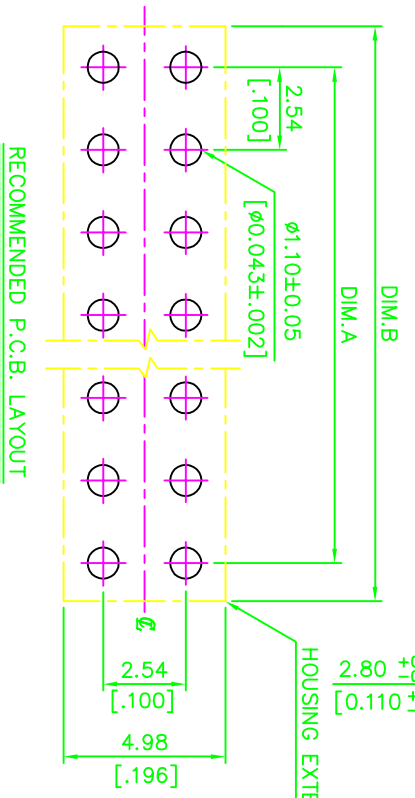 DIM.B
DIM.A
2.54
[.100]
ø1.10±0.05
[ø0.043±.002]
HOUSING
2.80
[0.110
2.54
[.100]
4.98
[.196]
RECOMMENDED P.C.B. LAYOUT